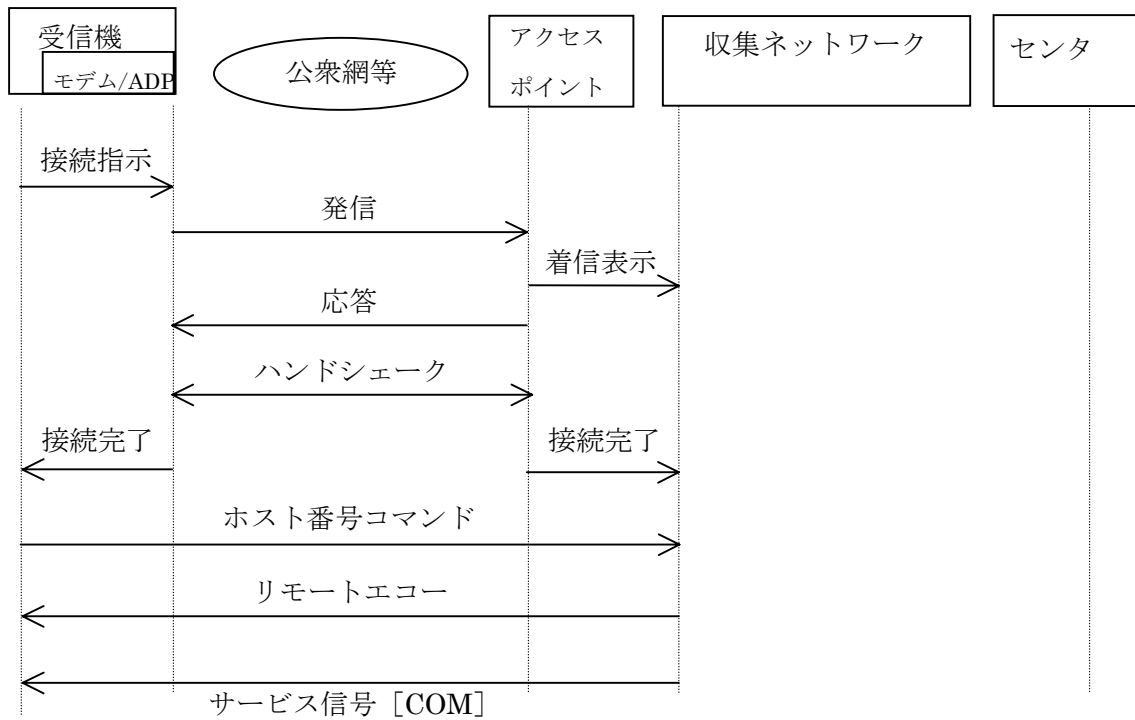 受信機
モデム/ADP
公衆網等
アクセス
ポイント
収集ネットワーク
センタ
接続指示
発信
着信表示
応答
ハンドシェーク
接続完了
接続完了
ホスト番号コマンド
リモートエコー
サービス信号［COM］